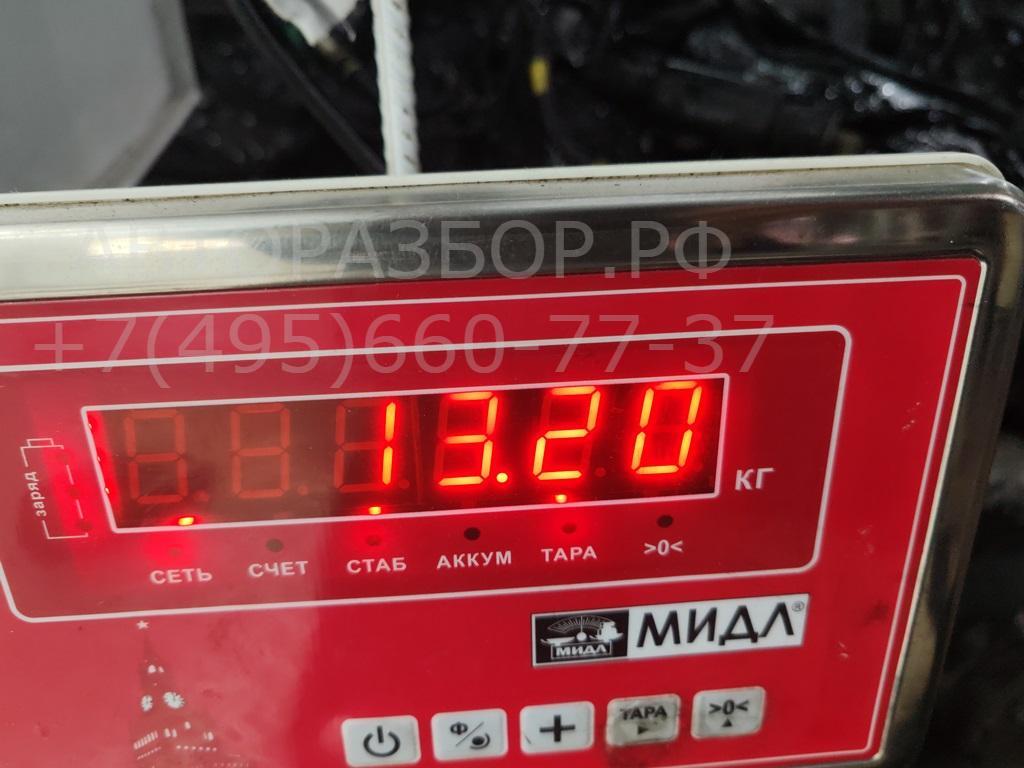 АВТОРАЗБОР.РФ
+7(495)660-77-37
13.20
кг
заряд
СЕТЬ СЧЕТ СТАБ АККУМ ТАРА >0<
МИДЛ МИДЛ®
Ф/ + ТАРА >0<